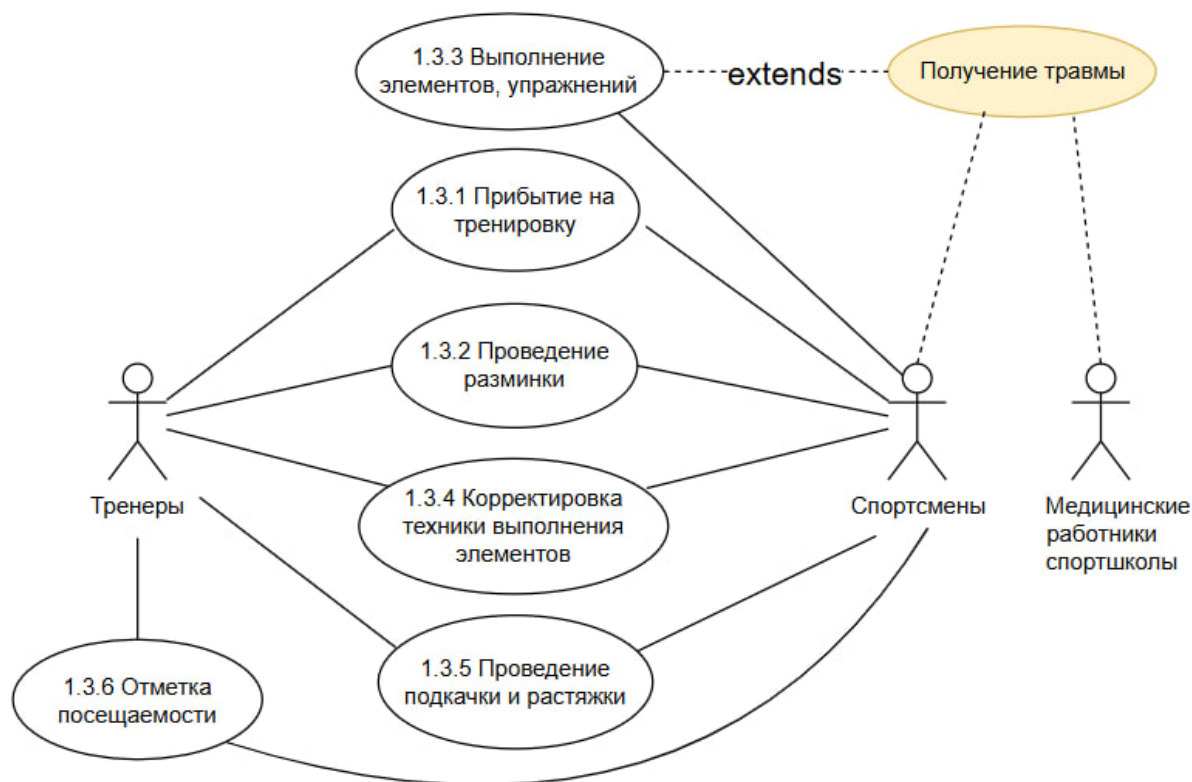 1.3.3 Выполнение
элементов, упражнений
extends
Получение травмы
1.3.1 Прибытие на
тренировку
1.3.2 Проведение
разминки
1.3.4 Корректировка
техники выполнения
элементов
Тренеры
Спортсмены
Медицинские
работники
спортшколы
1.3.5 Проведение
подкачки и растяжки
1.3.6 Отметка
посещаемости